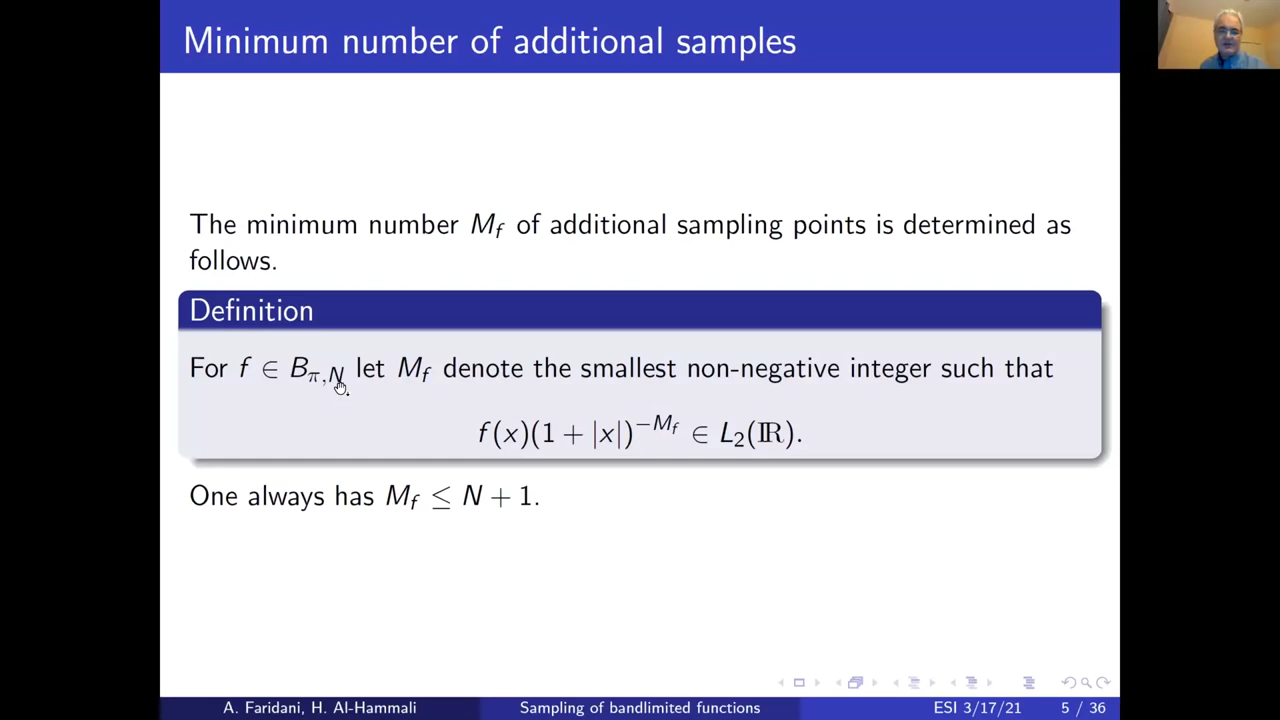 Minimum number of additional samples
The minimum number M_f of additional sampling points is determined as
follows.
Definition
For f ∈ B_{π,N} let M_f denote the smallest non-negative integer such that
f(x)(1 + |x|)^{−M_f} ∈ L_2(ℝ).
One always has M_f ≤ N + 1.
A. Faridani, H. Al-Hammali Sampling of bandlimited functions ESI 3/17/21 5 / 36